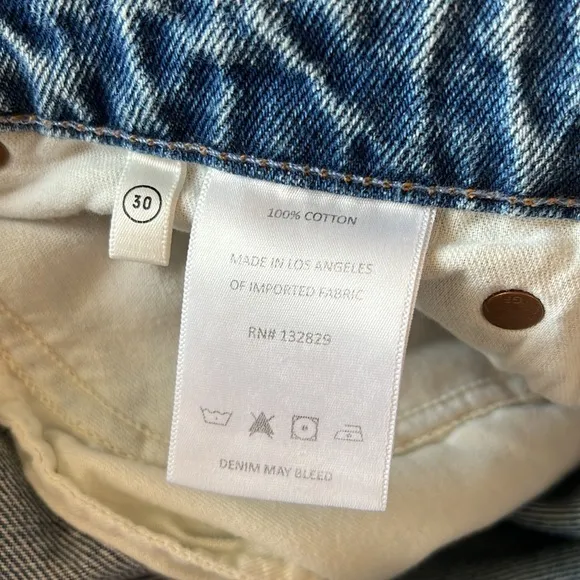 30
100% COTTON
MADE IN LOS ANGELES
OF IMPORTED FABRIC
RN# 132829
DENIM MAY BLEED